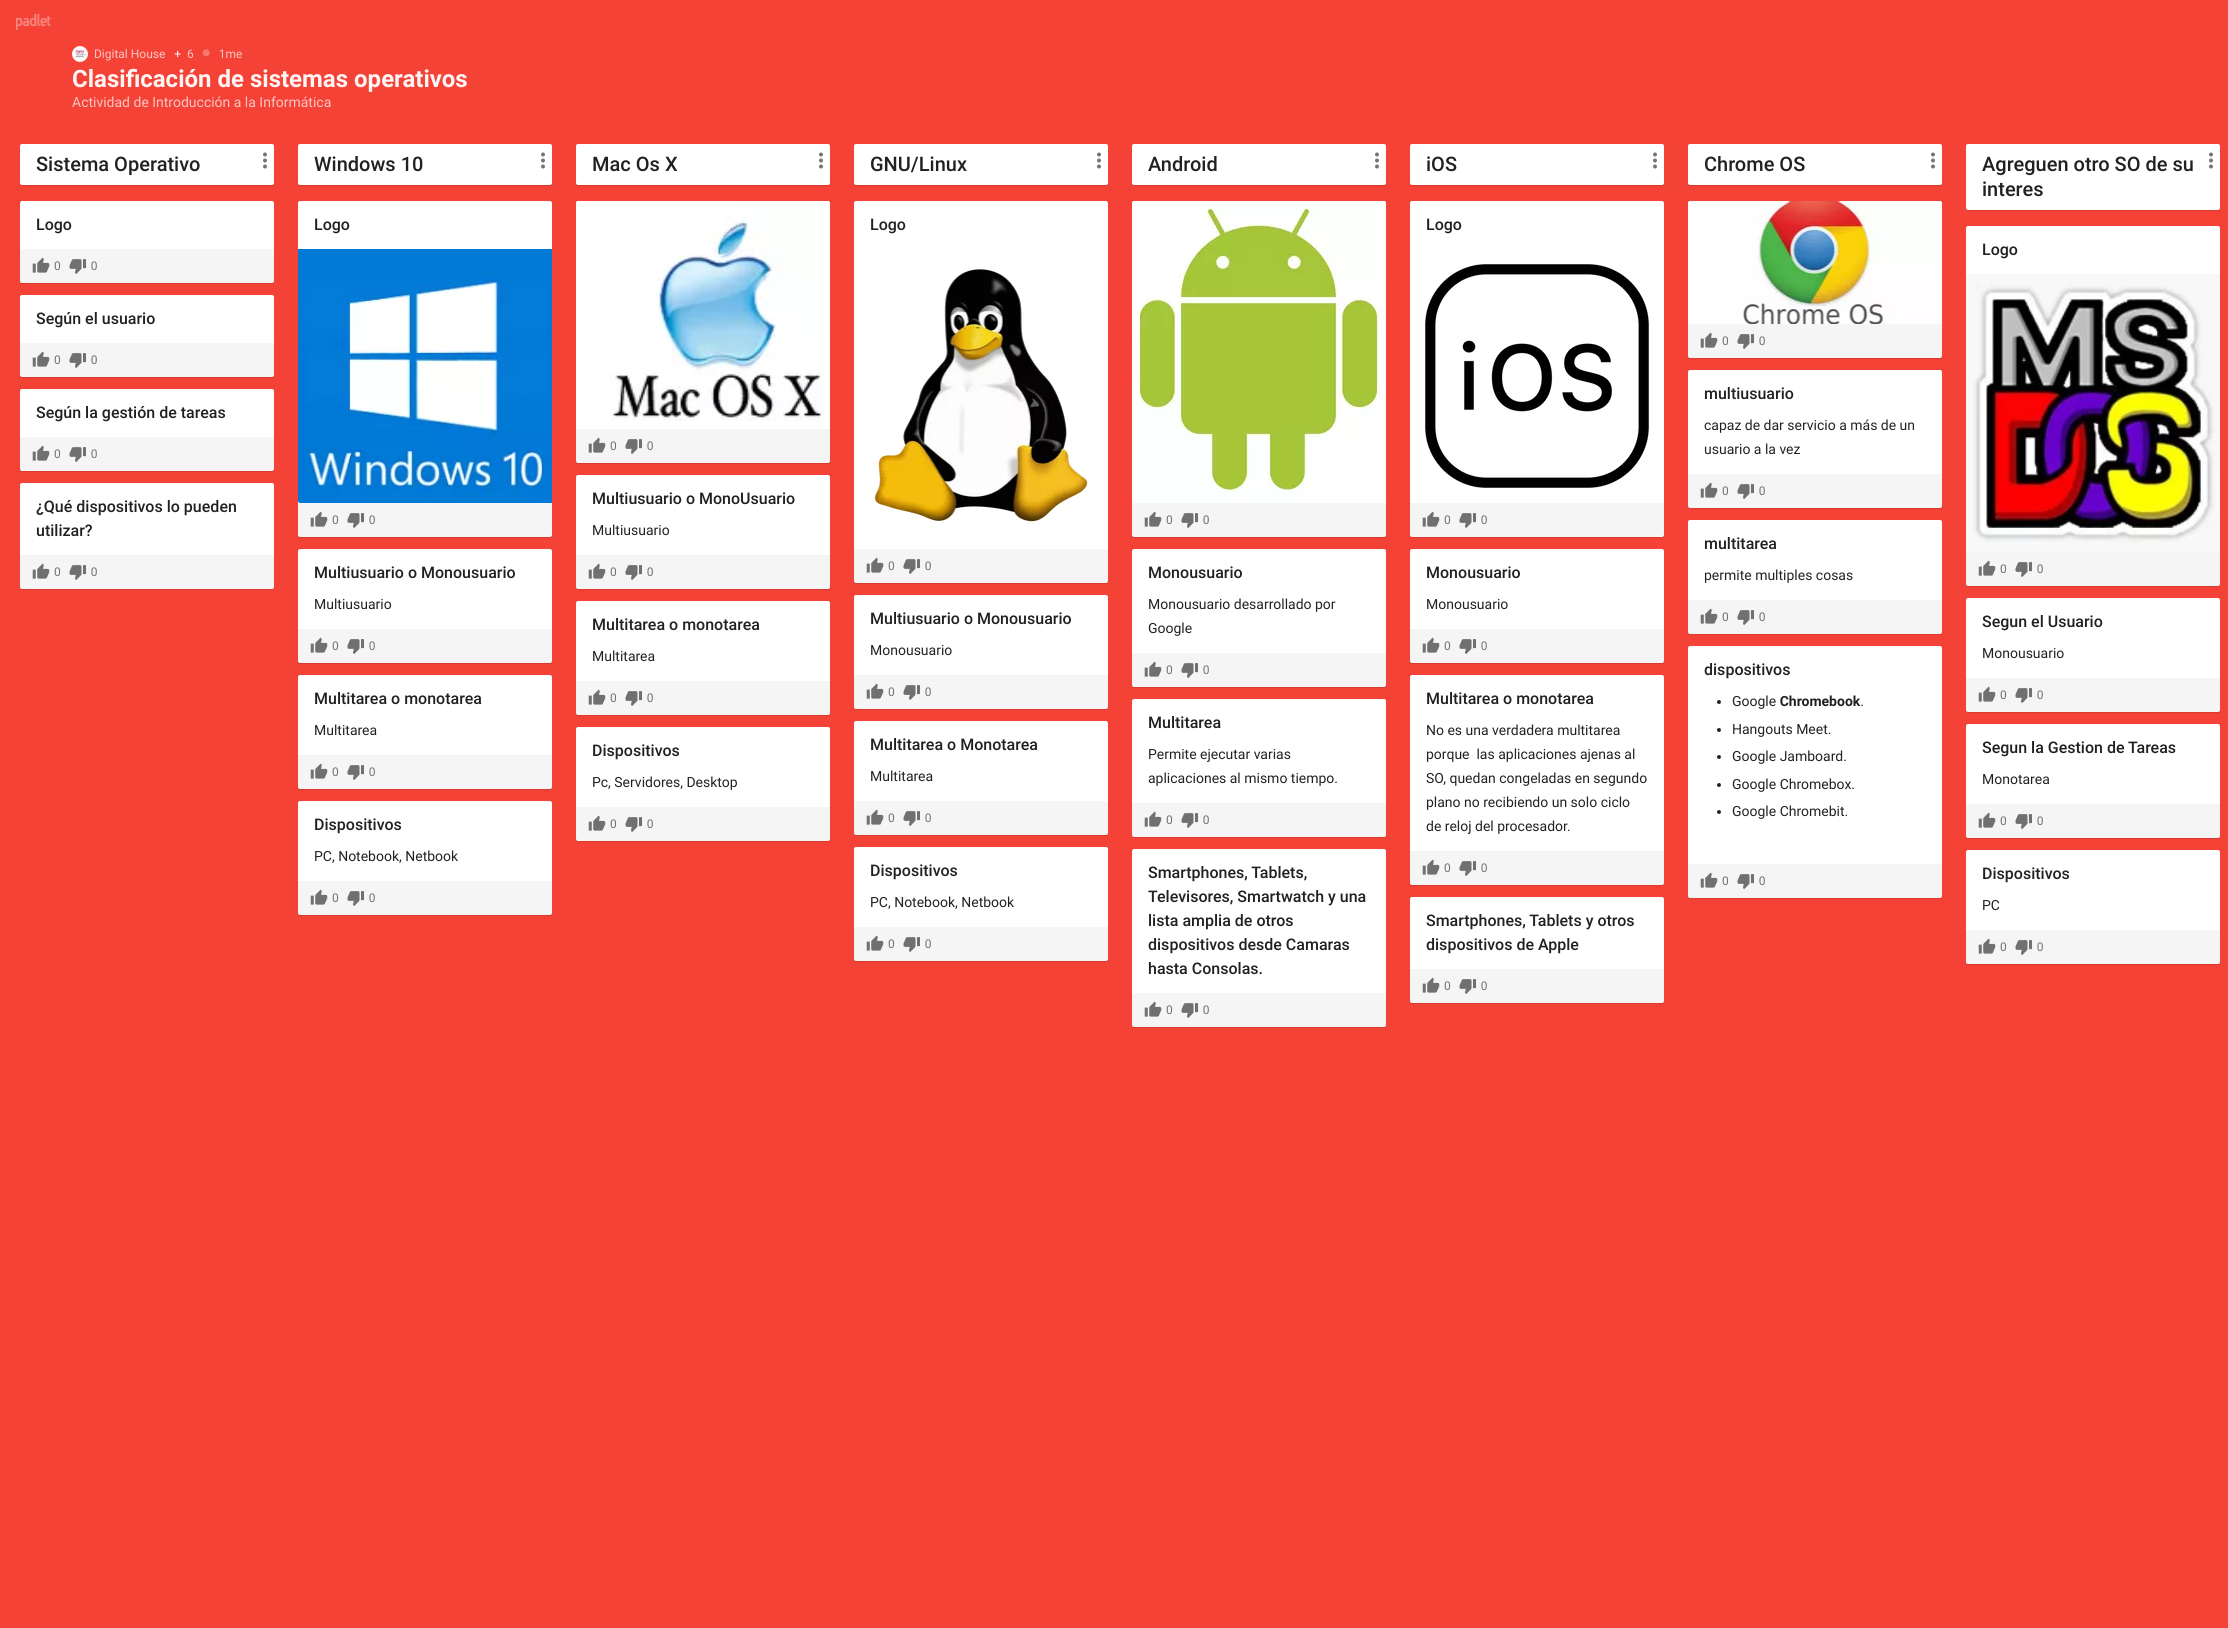 padlet
Digital House + 6 1me
Clasificación de sistemas operativos
Actividad de Introducción a la Informática
Sistema Operativo
Logo
0 0
Según el usuario
0 0
Según la gestión de tareas
0 0
¿Qué dispositivos lo pueden
utilizar?
0 0
Windows 10
Logo
Windows 10
0 0
Multiusuario o Monousuario
Multiusuario
0 0
Multitarea o monotarea
Multitarea
0 0
Dispositivos
PC, Notebook, Netbook
0 0
Mac Os X
Mac OS X
0 0
Multiusuario o MonoUsuario
Multiusuario
0 0
Multitarea o monotarea
Multitarea
0 0
Dispositivos
Pc, Servidores, Desktop
0 0
GNU/Linux
Logo
0 0
Multiusuario o Monousuario
Monousuario
0 0
Multitarea o Monotarea
Multitarea
0 0
Dispositivos
PC, Notebook, Netbook
0 0
Android
0 0
Monousuario
Monousuario desarrollado por
Google
0 0
Multitarea
Permite ejecutar varias
aplicaciones al mismo tiempo.
0 0
Smartphones, Tablets,
Televisores, Smartwatch y una
lista amplia de otros
dispositivos desde Camaras
hasta Consolas.
0 0
iOS
Logo
iOS
0 0
Monousuario
Monousuario
0 0
Multitarea o monotarea
No es una verdadera multitarea
porque las aplicaciones ajenas al
SO, quedan congeladas en segundo
plano no recibiendo un solo ciclo
de reloj del procesador.
0 0
Smartphones, Tablets y otros
dispositivos de Apple
0 0
Chrome OS
Chrome OS
0 0
multiusuario
capaz de dar servicio a más de un
usuario a la vez
0 0
multitarea
permite multiples cosas
0 0
dispositivos
• Google Chromebook.
• Hangouts Meet.
• Google Jamboard.
• Google Chromebox.
• Google Chromebit.
0 0
Agreguen otro SO de su
interes
Logo
MS
DOS
0 0
Segun el Usuario
Monousuario
0 0
Segun la Gestion de Tareas
Monotarea
0 0
Dispositivos
PC
0 0